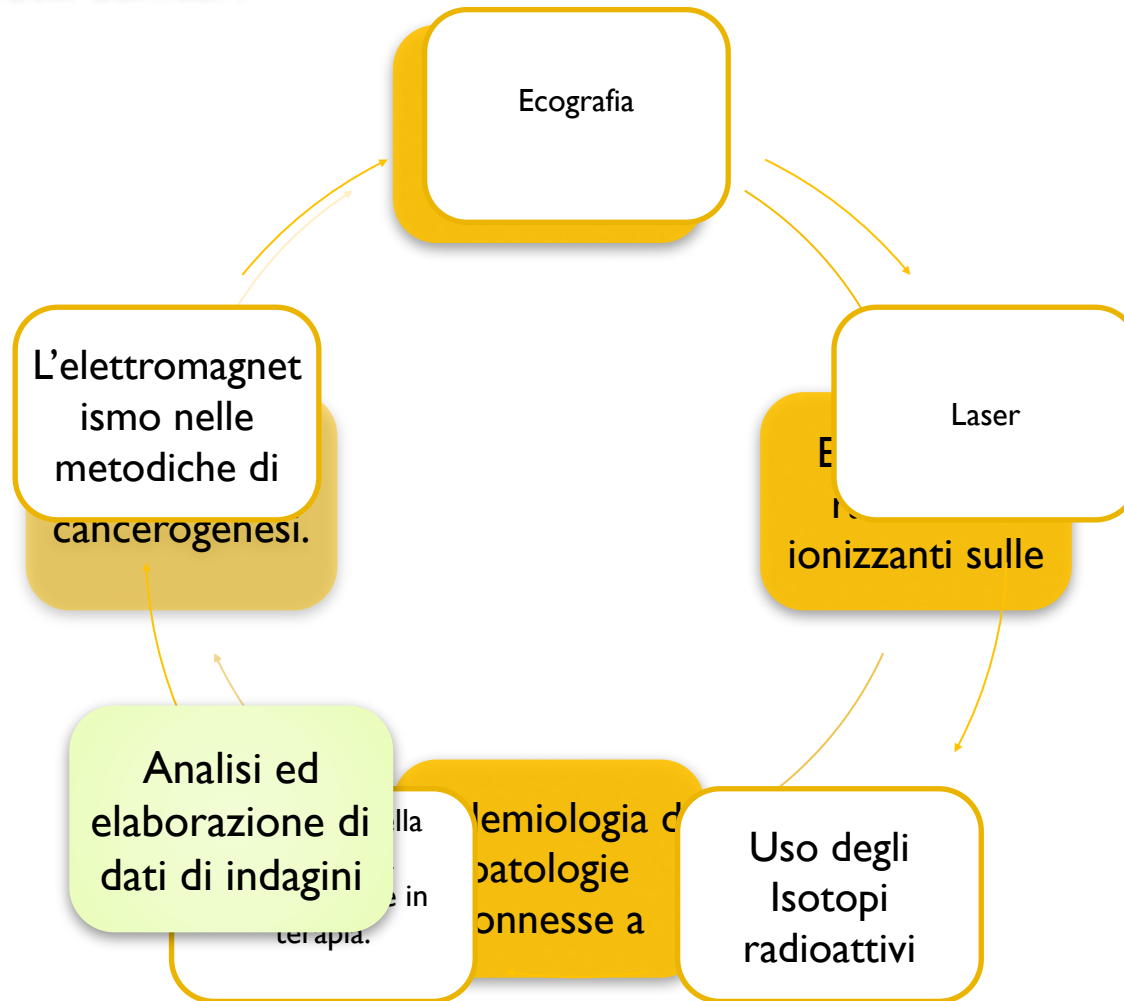 Ecografia
L’elettromagnet
ismo nelle
metodiche di
cancerogenesi.
Laser
ionizzanti sulle
Analisi ed
elaborazione di
dati di indagini
in
terapia.
patologie
a
Uso degli
Isotopi
radioattivi